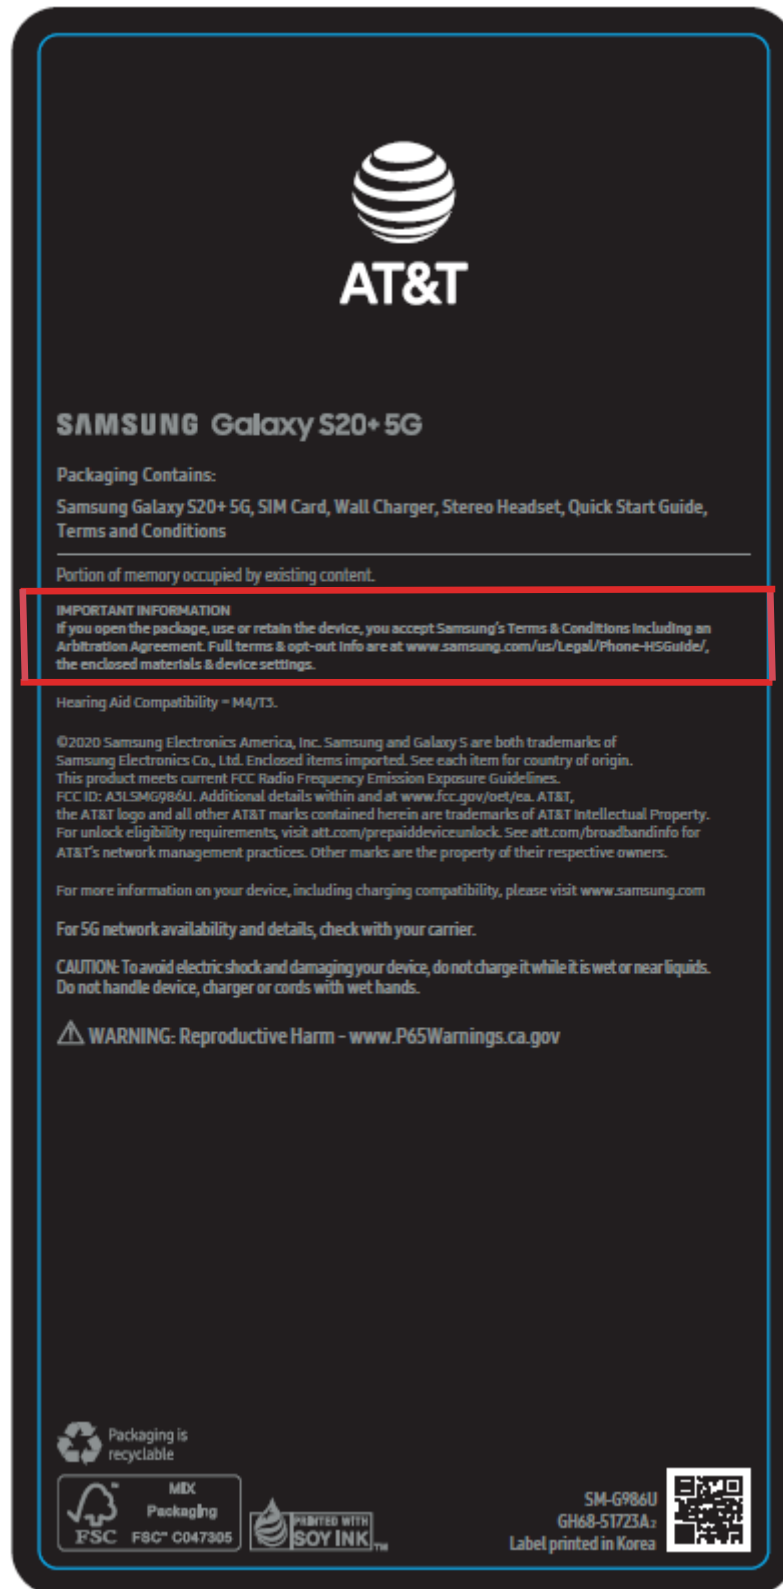 AT&T
SAMSUNG Galaxy S20+ 5G
Packaging Contains:
Samsung Galaxy S20+ 5G, SIM Card, Wall Charger, Stereo Headset, Quick Start Guide,
Terms and Conditions
Portion of memory occupied by existing content.
IMPORTANT INFORMATION
If you open the package, use or retain the device, you accept Samsung's Terms & Conditions including an
Arbitration Agreement. Full terms & opt-out info are at www.samsung.com/us/Legal/Phone-HSGuide/,
the enclosed materials & device settings.
Hearing Aid Compatibility = M4/T3.
©2020 Samsung Electronics America, Inc. Samsung and Galaxy S are both trademarks of
Samsung Electronics Co., Ltd. Enclosed items imported. See each item for country of origin.
This product meets current FCC Radio Frequency Emission Exposure Guidelines.
FCC ID: A3LSMG986U. Additional details within and at www.fcc.gov/oet/ea. AT&T,
the AT&T logo and all other AT&T marks contained herein are trademarks of AT&T Intellectual Property.
For unlock eligibility requirements, visit att.com/prepaiddeviceunlock. See att.com/broadbandinfo for
AT&T's network management practices. Other marks are the property of their respective owners.
For more information on your device, including charging compatibility, please visit www.samsung.com
For 5G network availability and details, check with your carrier.
CAUTION: To avoid electric shock and damaging your device, do not charge it while it is wet or near liquids.
Do not handle device, charger or cords with wet hands.
WARNING: Reproductive Harm - www.P65Warnings.ca.gov
Packaging is
recyclable
MIX
Packaging
FSC™ C047305
FSC
PRINTED WITH
SOY INK™
SM-G986U
GH68-51723A2
Label printed in Korea